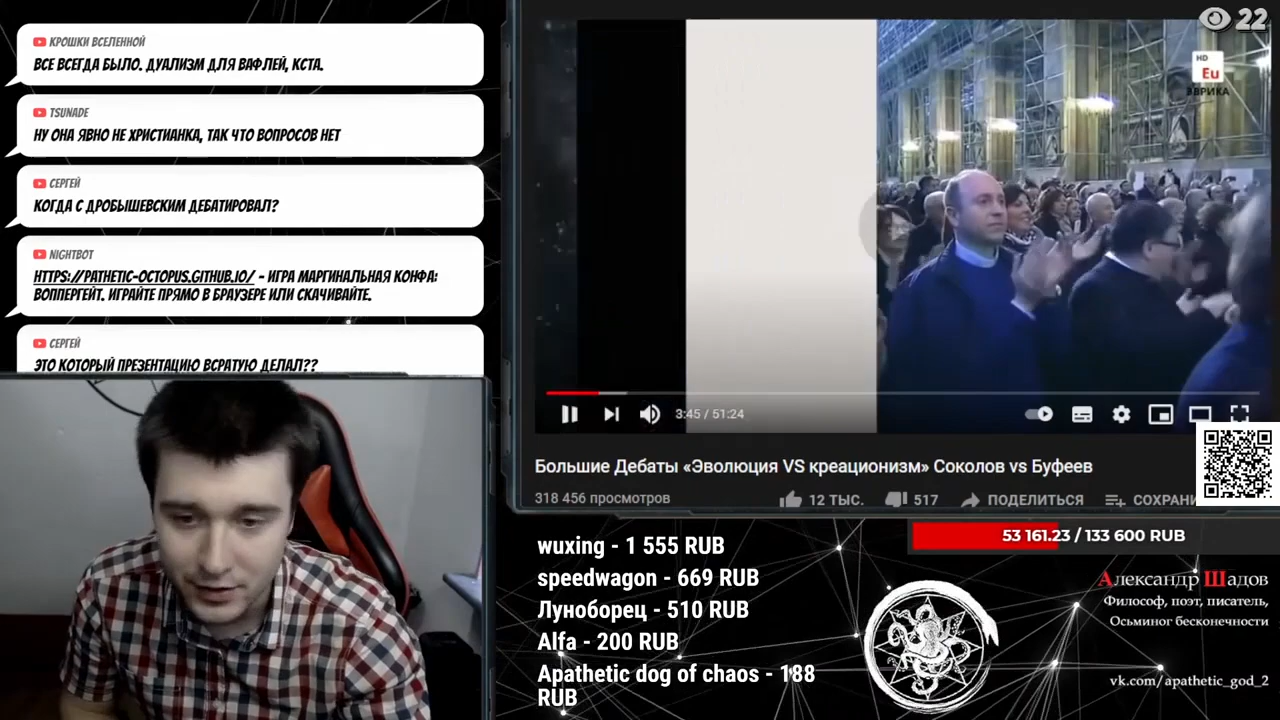 КРОШКИ ВСЕЛЕННОЙ
ВСЕ ВСЕГДА БЫЛО. ДУАЛИЗМ ДЛЯ ВАФЛЕЙ, КСТА.
TSUNADE
НУ ОНА ЯВНО НЕ ХРИСТИАНКА, ТАК ЧТО ВОПРОСОВ НЕТ
СЕРГЕЙ
КОГДА С ДРОБЫШЕВСКИМ ДЕБАТИРОВАЛ?
NIGHTBOT
HTTPS://PATHETIC-OCTOPUS.GITHUB.IO/ - ИГРА МАРГИНАЛЬНАЯ КОНФА:
ВОППЕРГЕЙТ. ИГРАЙТЕ ПРЯМО В БРАУЗЕРЕ ИЛИ СКАЧИВАЙТЕ.
СЕРГЕЙ
ЭТО КОТОРЫЙ ПРЕЗЕНТАЦИЮ ВСРАТУЮ ДЕЛАЛ??
22
HD
Eu
ЭВРИКА
3:45 / 51:24
Большие Дебаты «Эволюция VS креационизм» Соколов vs Буфеев
318 456 просмотров
12 ТЫС.
517
ПОДЕЛИТЬСЯ
СОХРАНИ
53 161.23 / 133 600 RUB
wuxing - 1 555 RUB
speedwagon - 669 RUB
Луноборец - 510 RUB
Alfa - 200 RUB
Apathetic dog of chaos - 188
RUB
Александр Шадов
Философ, поэт, писатель,
Осьминог бесконечности
vk.com/apathetic_god_2